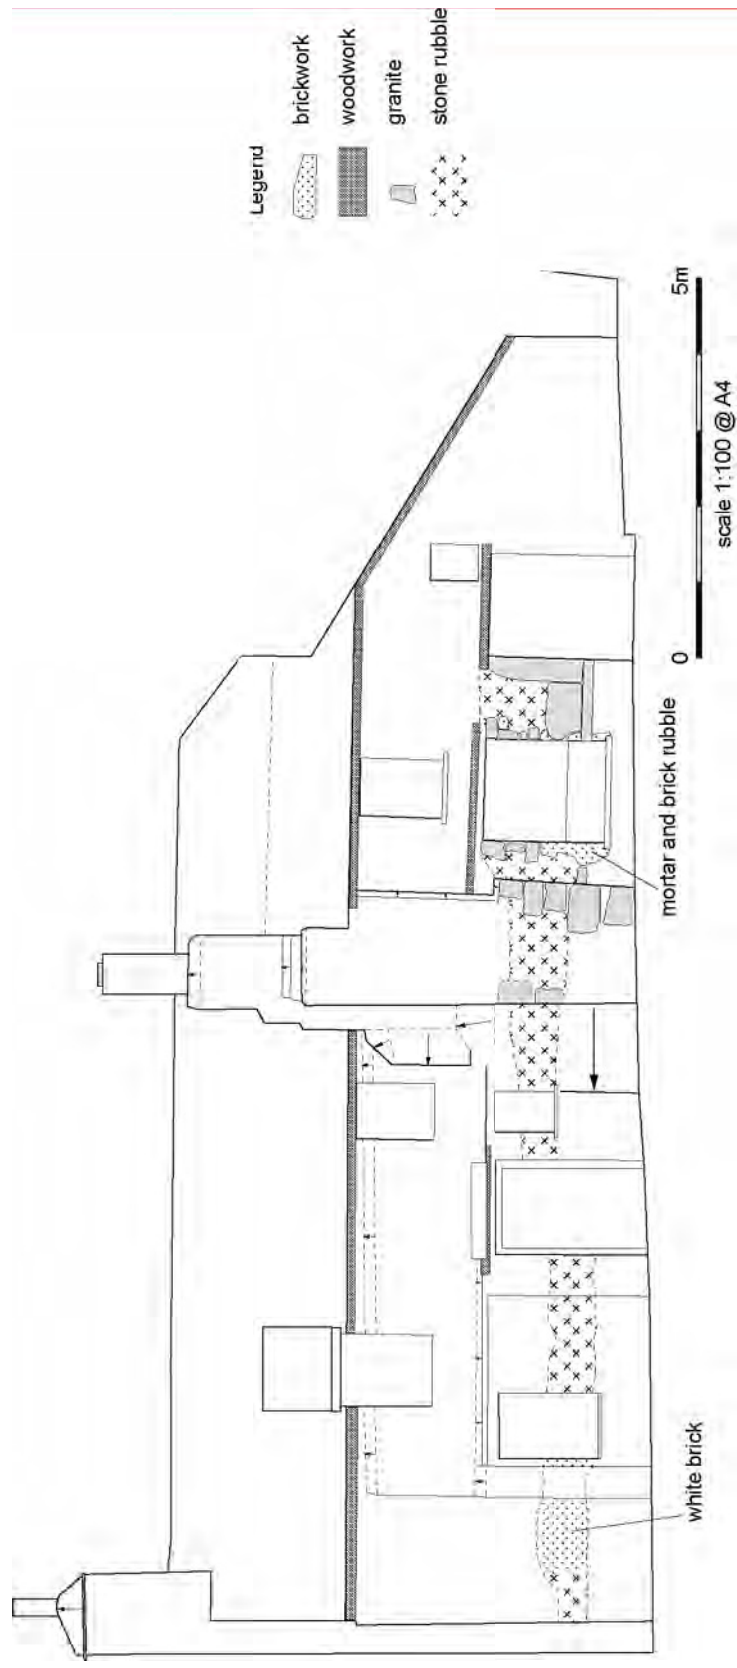 Legend
brickwork
woodwork
granite
stone rubble
white brick
mortar and brick rubble
0
5m
scale 1:100 @ A4